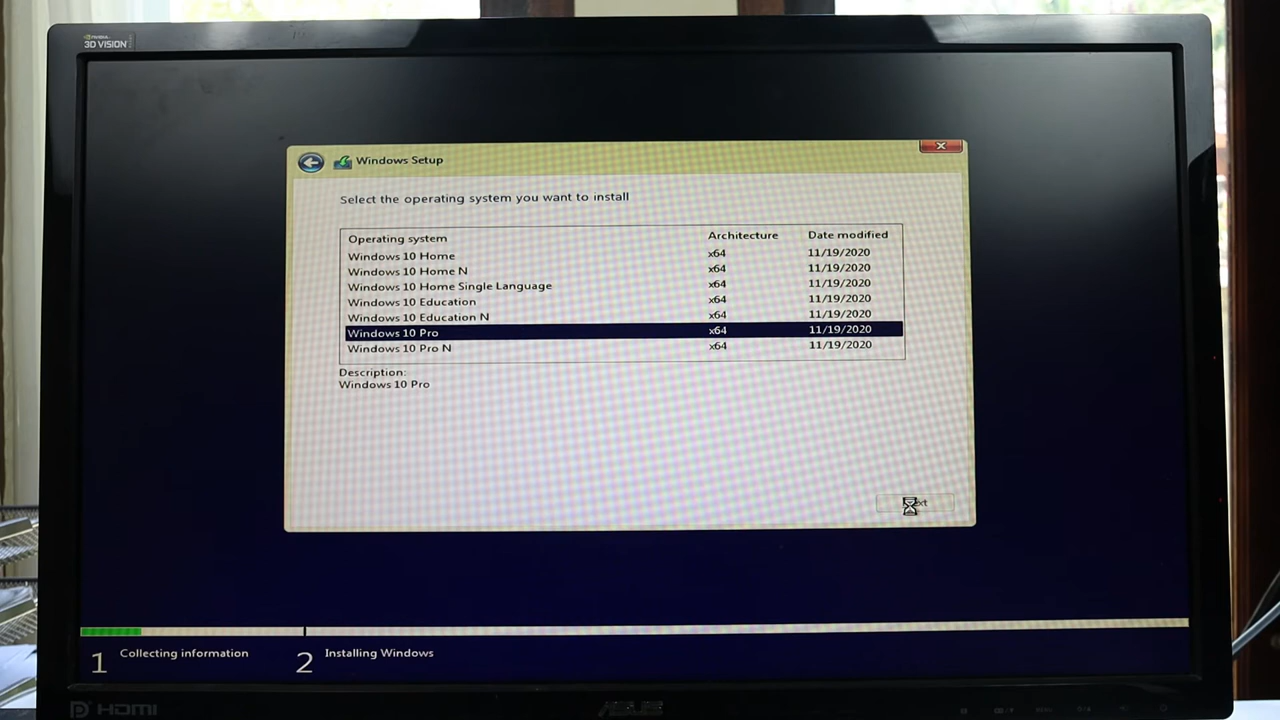 NVIDIA
3D VISION
Windows Setup
Select the operating system you want to install
Operating system Architecture Date modified
Windows 10 Home x64 11/19/2020
Windows 10 Home N x64 11/19/2020
Windows 10 Home Single Language x64 11/19/2020
Windows 10 Education x64 11/19/2020
Windows 10 Education N x64 11/19/2020
Windows 10 Pro x64 11/19/2020
Windows 10 Pro N x64 11/19/2020
Description:
Windows 10 Pro
1 Collecting information 2 Installing Windows
HDMI ASUS